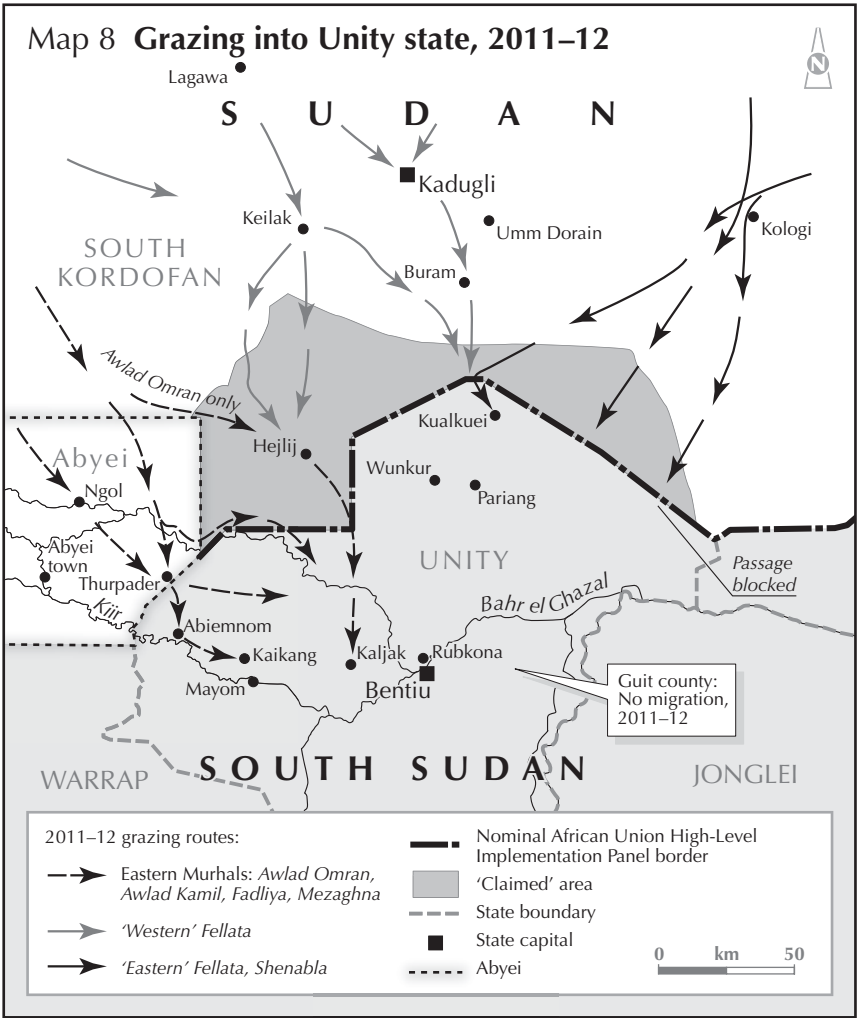 Map 8 Grazing into Unity state, 2011–12
N
Lagawa
SUDAN
Kadugli
Keilak
Umm Dorain
Kologi
SOUTH
KORDOFAN
Buram
Awlad Omran only
Kualkuei
Hejlij
Abyei
Wunkur
Pariang
Ngol
Abyei
town
UNITY
Passage
blocked
Thurpader
Kiir
Bahr el Ghazal
Abiemnom
Kaikang
Kaljak
Rubkona
Mayom
Bentiu
Guit county:
No migration,
2011–12
SOUTH SUDAN
WARRAP
JONGLEI
2011–12 grazing routes:
Eastern Murhals: Awlad Omran,
Awlad Kamil, Fadliya, Mezaghna
‘Western’ Fellata
‘Eastern’ Fellata, Shenabla
Nominal African Union High-Level
Implementation Panel border
‘Claimed’ area
State boundary
State capital
Abyei
0 km 50